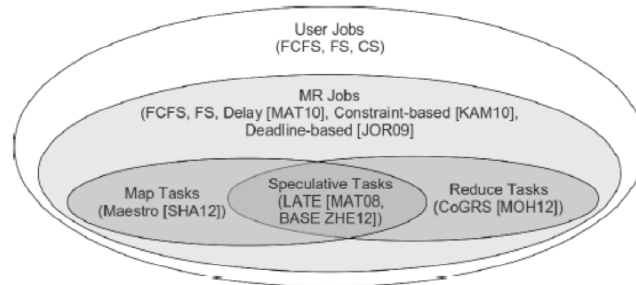 User Jobs
(FCFS, FS, CS)
MR Jobs
(FCFS, FS, Delay [MAT10], Constraint-based [KAM10],
Deadline-based [JOR09]
Map Tasks
(Maestro [SHA12])
Speculative Tasks
(LATE [MAT08,
BASE ZHE12])
Reduce Tasks
(CoGRS [MOH12])